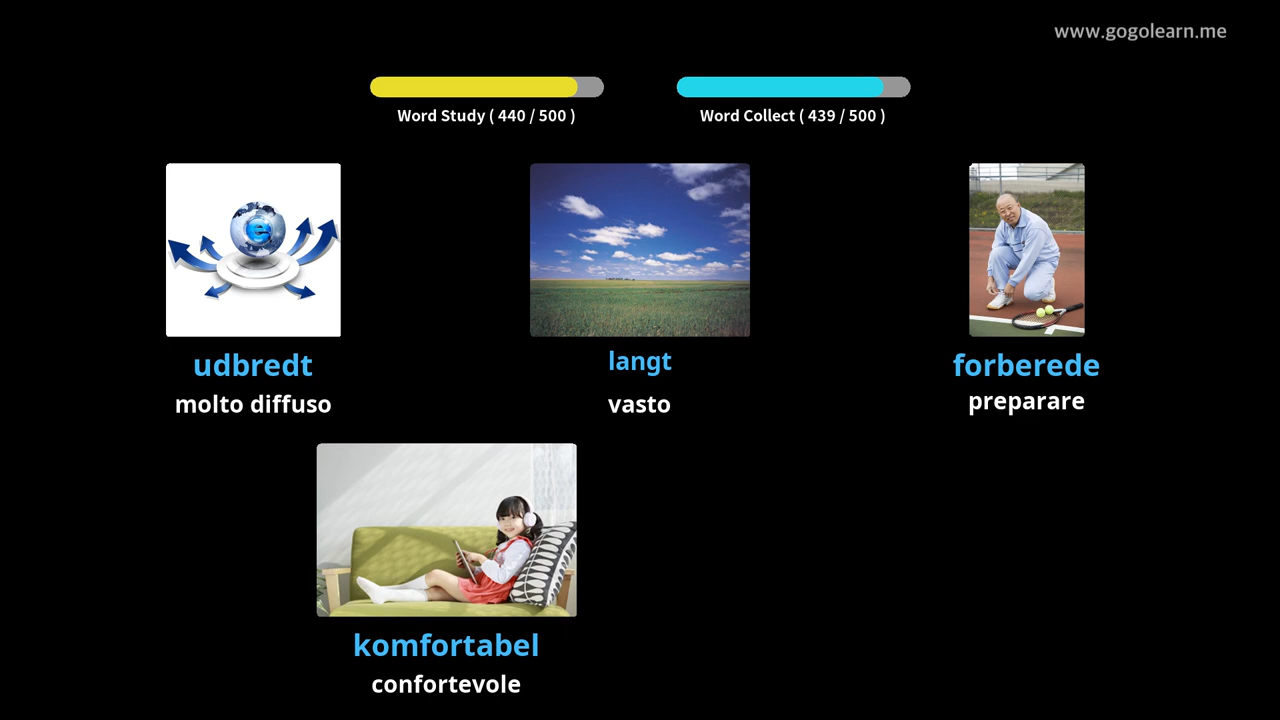 www.gogolearn.me
Word Study ( 440 / 500 )
Word Collect ( 439 / 500 )
e
udbredt
molto diffuso
langt
vasto
forberede
preparare
komfortabel
confortevole